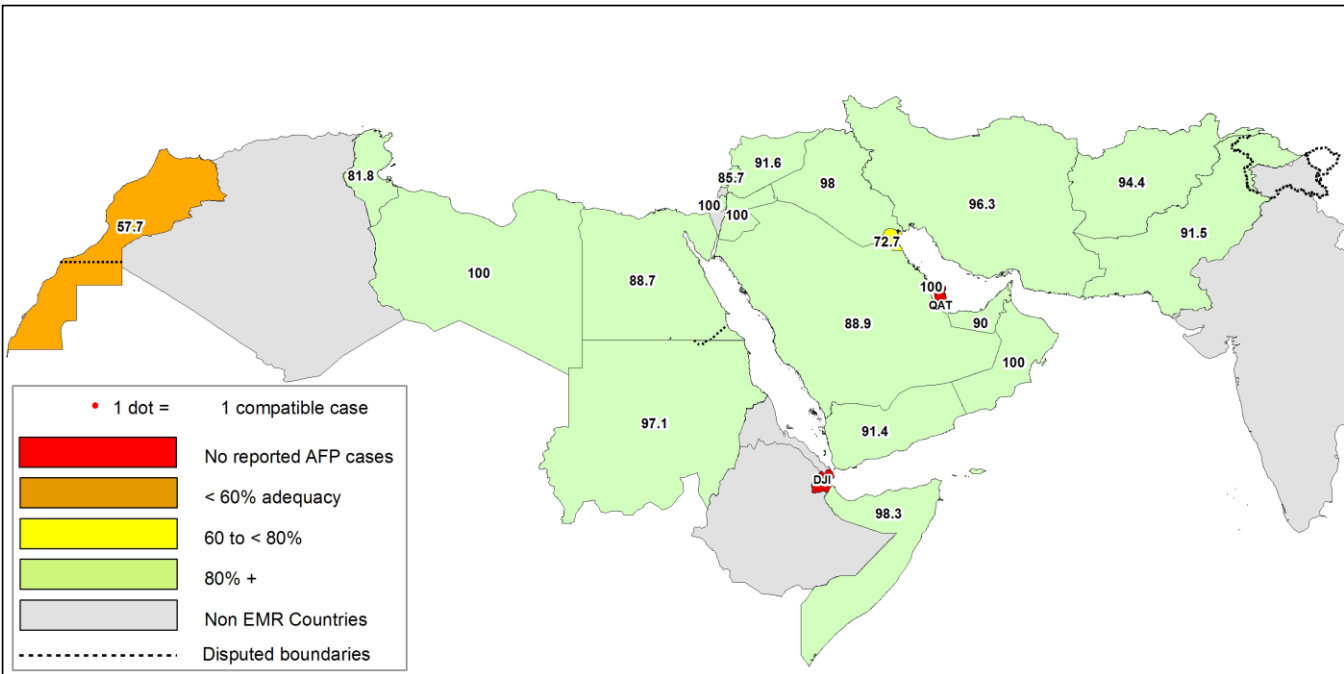 91.6
85.7
98
94.4
81.8
96.3
100
100
57.7
91.5
72.7
100
88.7
100
QAT
88.9
90
100
97.1
91.4
DJI
98.3
1 dot = 1 compatible case
No reported AFP cases
< 60% adequacy
60 to < 80%
80% +
Non EMR Countries
Disputed boundaries